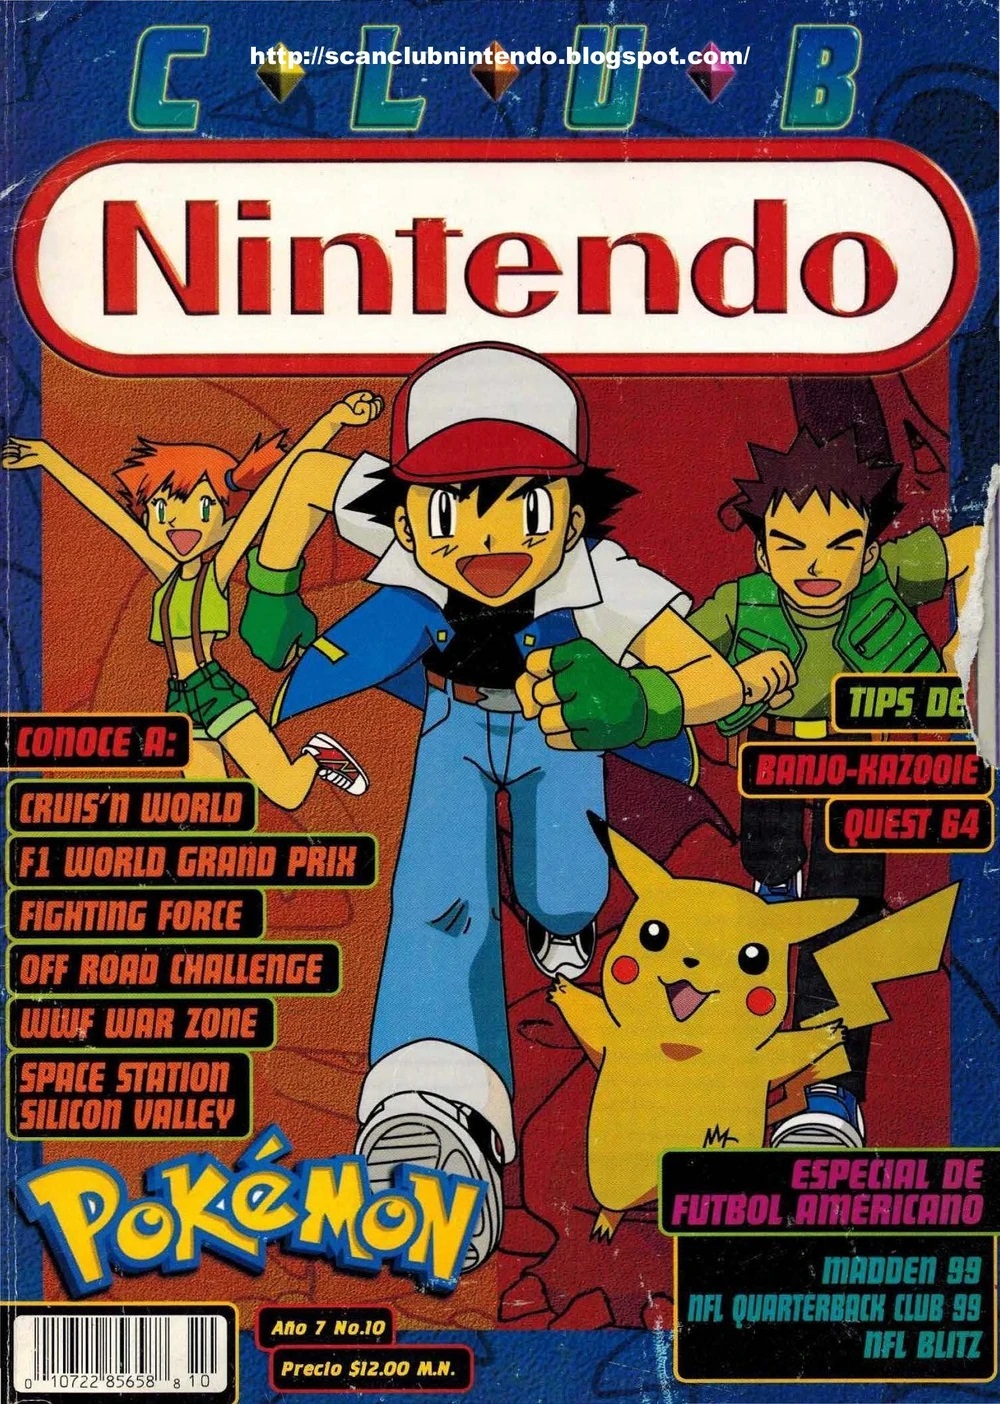 CLUB
http://scanclubnintendo.blogspot.com/
Nintendo
TIPS DE
BANJO-KAZOOIE
QUEST 64
CONOCE A:
CRUIS'N WORLD
F1 WORLD GRAND PRIX
FIGHTING FORCE
OFF ROAD CHALLENGE
WWF WAR ZONE
SPACE STATION
SILICON VALLEY
POKéMON
ESPECIAL DE
FUTBOL AMERICANO
MADDEN 99
NFL QUARTERBACK CLUB 99
NFL BLITZ
Año 7 No.10
Precio $12.00 M.N.
0 10722 85658 8 10